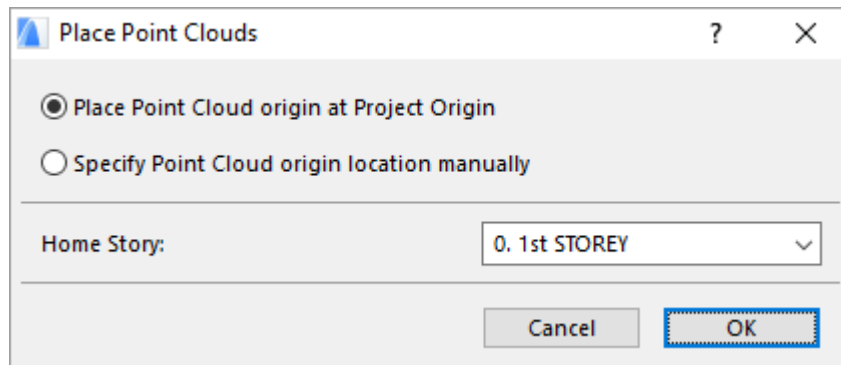 Place Point Clouds ?
Place Point Cloud origin at Project Origin
Specify Point Cloud origin location manually
Home Story: 0. 1st STOREY
Cancel OK